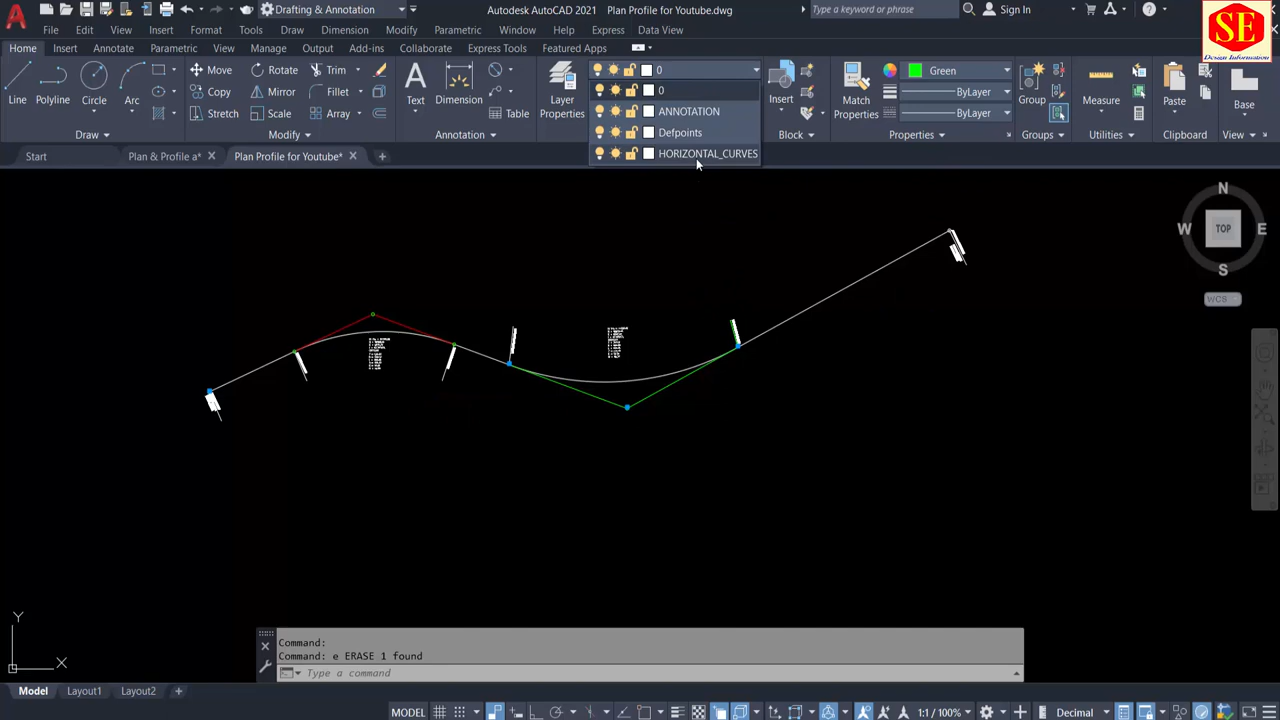 Drafting & Annotation
Autodesk AutoCAD 2021 Plan Profile for Youtube.dwg
Type a keyword or phrase
Sign In
SE
Design Information
File Edit View Insert Format Tools Draw Dimension Modify Parametric Window Help Express Data View
Home Insert Annotate Parametric View Manage Output Add-ins Collaborate Express Tools Featured Apps
Line Polyline Circle Arc
Move Rotate Trim
Copy Mirror Fillet
Stretch Scale Array
Text Dimension Table
Layer Properties
0
0
ANNOTATION
Defpoints
HORIZONTAL_CURVES
Insert
Match Properties
Green
ByLayer
ByLayer
Group
Measure
Paste
Base
Draw Modify Annotation Block Properties Groups Utilities Clipboard View
Start Plan & Profile a* Plan Profile for Youtube*
N
W TOP E
S
WCS
Y
X
Command:
Command: e ERASE 1 found
Type a command
Model Layout1 Layout2 +
MODEL 1:1 / 100% Decimal